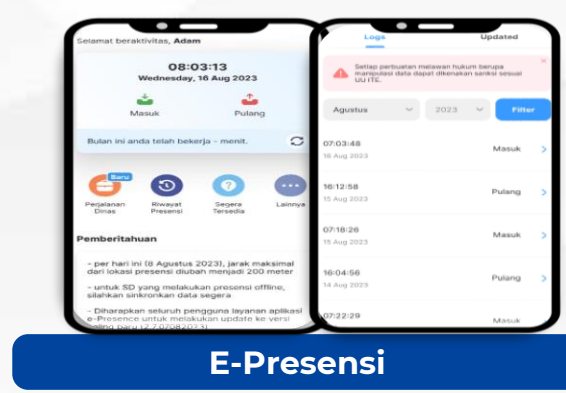 Selamat beraktivitas, Adam
08:03:13
Wednesday, 16 Aug 2023
Masuk
Pulang
Bulan ini anda telah bekerja - menit.
Baru
Perjalanan
Dinas
Riwayat
Presensi
Segera
Tersedia
Lainnya
Pemberitahuan
- per hari ini (8 Agustus 2023), jarak maksimal
dari lokasi presensi diubah menjadi 200 meter
- untuk SD yang melakukan presensi offline,
silahkan sinkronkan data segera
- Diharapkan seluruh pengguna layanan aplikasi
e-Presence untuk melakukan update ke versi
paling baru (2.7.07082023)
Logs
Updated
Setiap perbuatan melawan hukum berupa
manipulasi data dapat dikenakan sanksi sesuai
UU ITE.
Agustus
2023
Filter
07:03:48
16 Aug 2023
Masuk
16:12:58
15 Aug 2023
Pulang
07:18:26
15 Aug 2023
Masuk
16:04:56
14 Aug 2023
Pulang
07:22:29
Masuk
E-Presensi